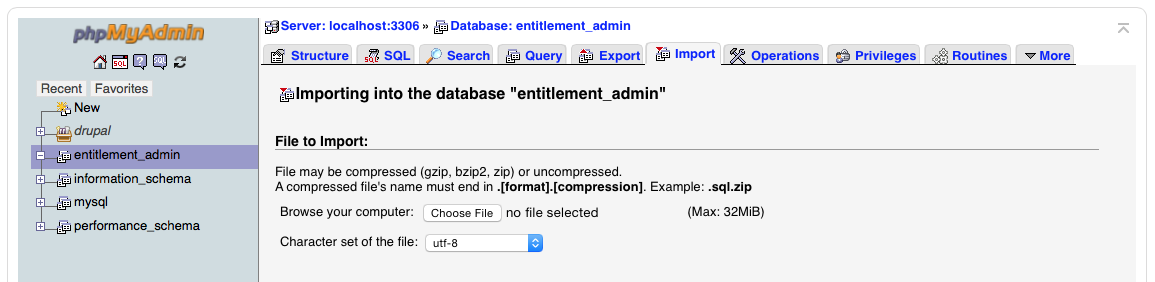 phpMyAdmin
Server: localhost:3306 » Database: entitlement_admin
SQL ? SQL
Structure SQL Search Query Export Import Operations Privileges Routines More
Recent Favorites
New
drupal
entitlement_admin
information_schema
mysql
performance_schema
Importing into the database "entitlement_admin"
File to Import:
File may be compressed (gzip, bzip2, zip) or uncompressed.
A compressed file's name must end in .[format].[compression]. Example: .sql.zip
Browse your computer: Choose File no file selected (Max: 32MiB)
Character set of the file: utf-8